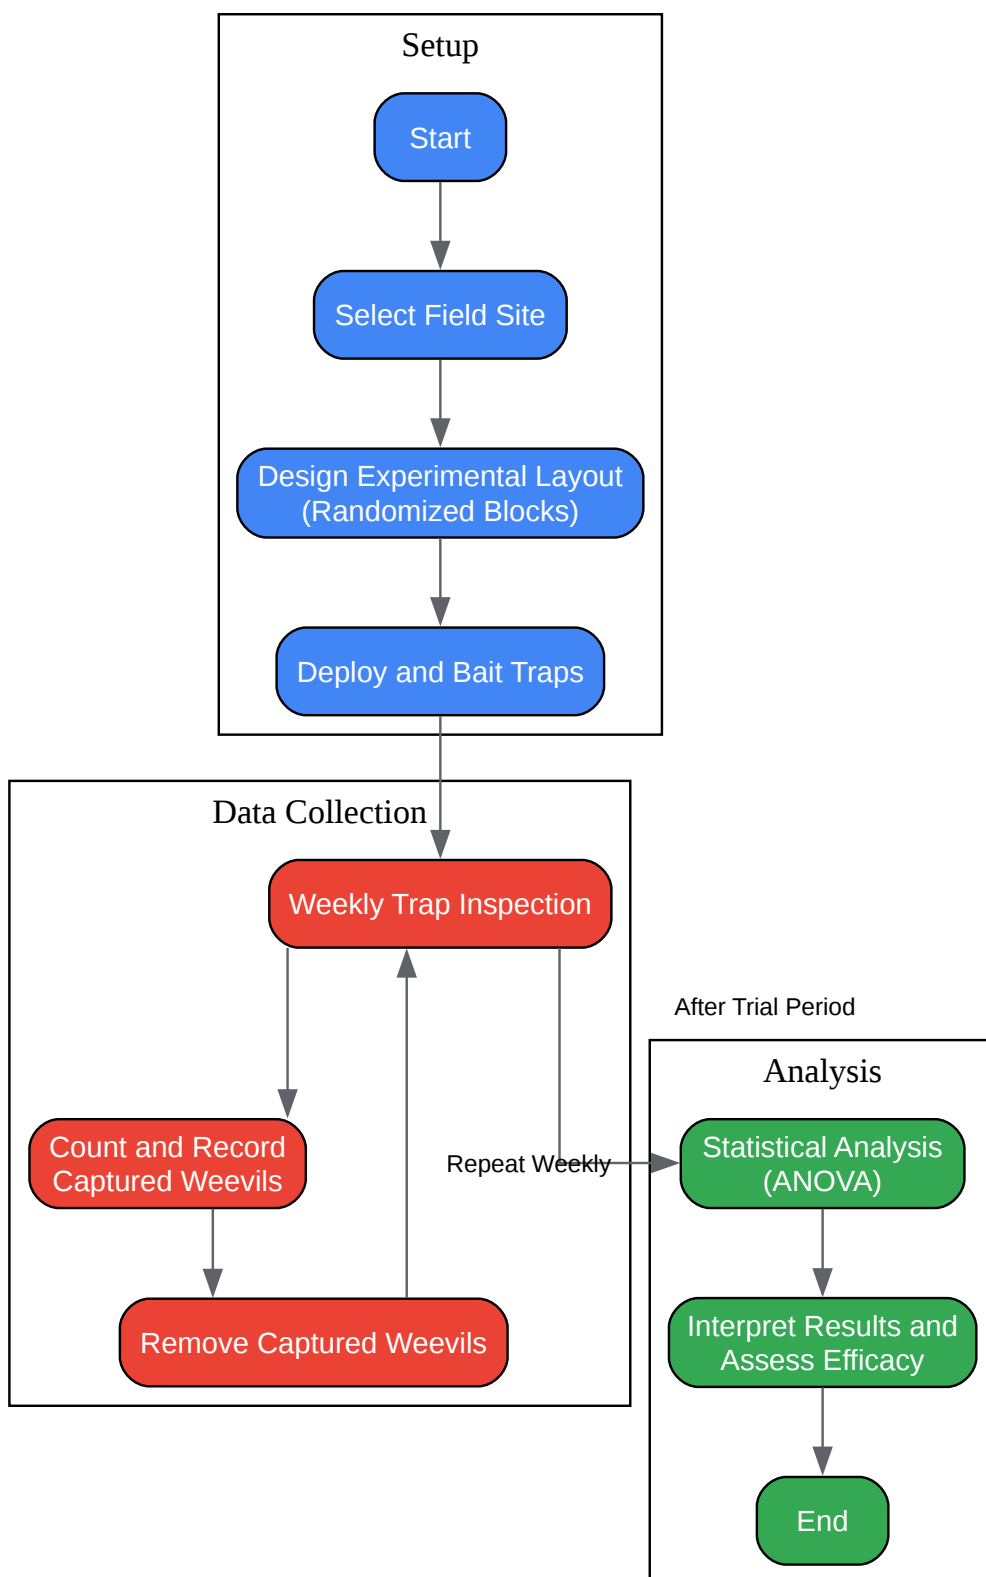 Setup
Start
Select Field Site
Design Experimental Layout
(Randomized Blocks)
Deploy and Bait Traps
Data Collection
Weekly Trap Inspection
After Trial Period
Analysis
Count and Record
Captured Weevils
Repeat Weekly
Statistical Analysis
(ANOVA)
Remove Captured Weevils
Interpret Results and
Assess Efficacy
End